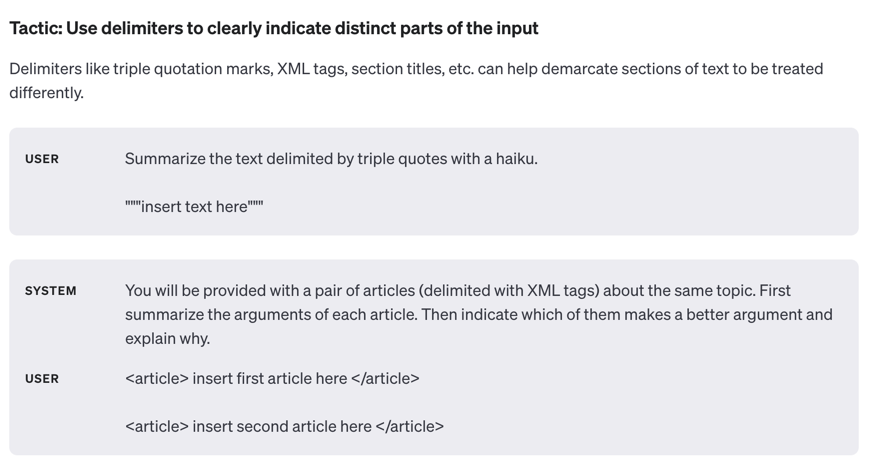 Tactic: Use delimiters to clearly indicate distinct parts of the input
Delimiters like triple quotation marks, XML tags, section titles, etc. can help demarcate sections of text to be treated
differently.
USER Summarize the text delimited by triple quotes with a haiku.
"""insert text here"""
SYSTEM You will be provided with a pair of articles (delimited with XML tags) about the same topic. First
summarize the arguments of each article. Then indicate which of them makes a better argument and
explain why.
USER <article> insert first article here </article>
<article> insert second article here </article>